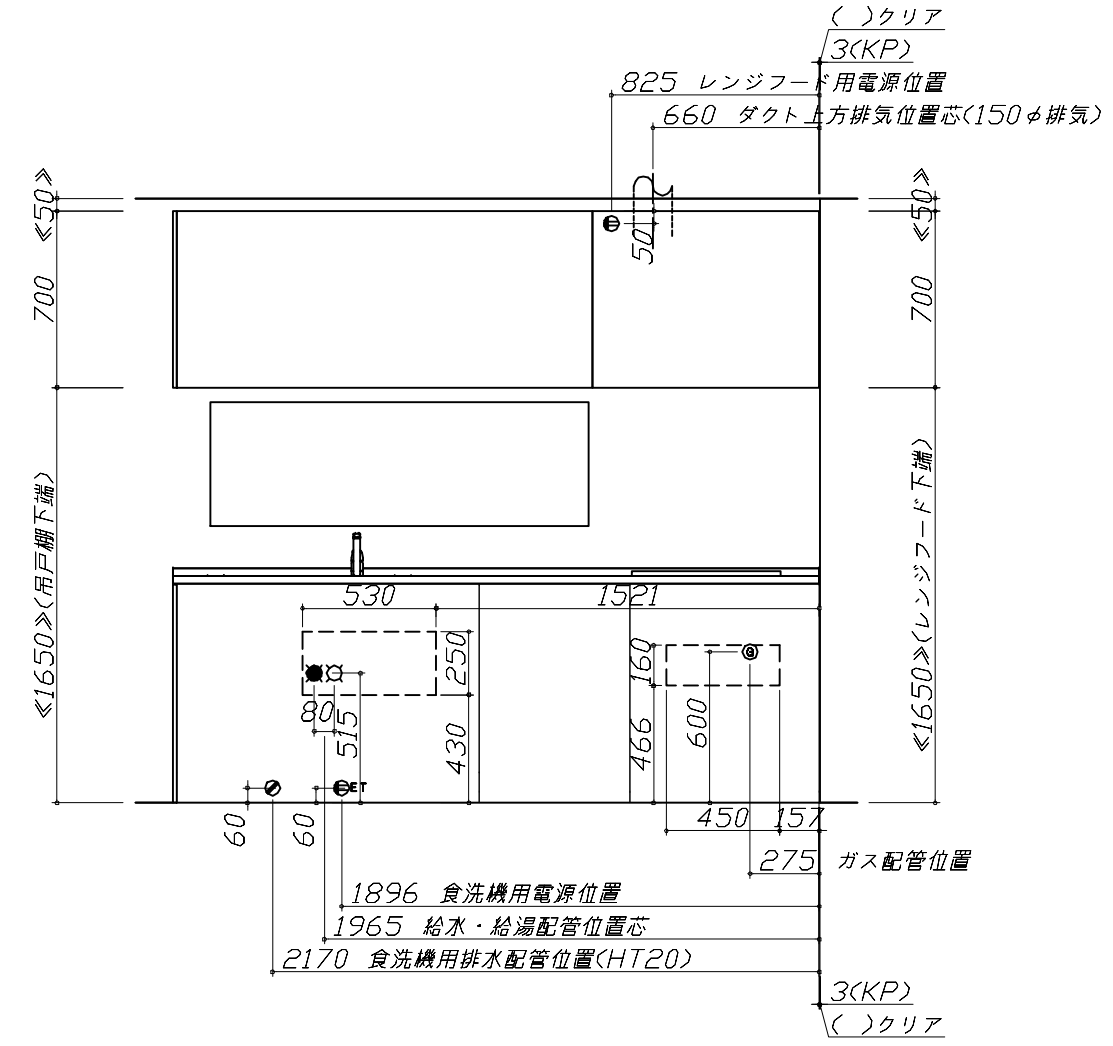 ( )クリア
3(KP)
825 レンジフード用電源位置
660 ダクト上方排気位置芯(150φ排気)
≪50≫
≪50≫
50
700
700
≪1650≫(吊戸棚下端)
≪1650≫(レンジフード下端)
530
1521
250
160
G
80
515
430
466
600
ET
60
60
450
157
275 ガス配管位置
1896 食洗機用電源位置
1965 給水・給湯配管位置芯
2170 食洗機用排水配管位置(HT20)
3(KP)
( )クリア